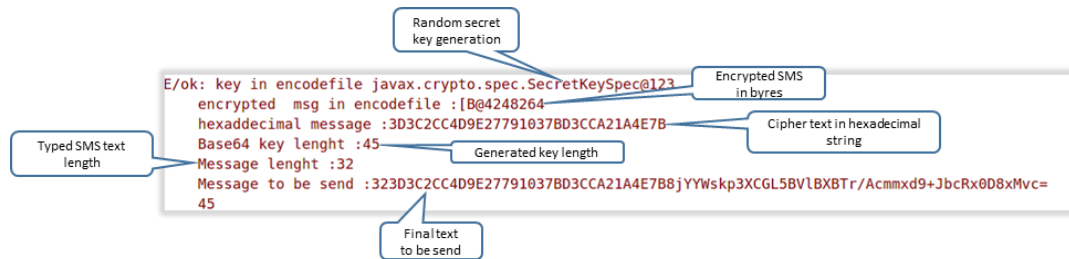 Random secret
key generation
E/ok: key in encodefile javax.crypto.spec.SecretKeySpec@123
Encrypted SMS
in byres
encrypted msg in encodefile :[B@4248264
hexaddecimal message :3D3C2CC4D9E27791037BD3CCA21A4E7B
Cipher text in hexadecimal
string
Typed SMS text
length
Base64 key lenght :45
Generated key length
Message lenght :32
Message to be send :323D3C2CC4D9E27791037BD3CCA21A4E7B8jYYWskp3XCGL5BVlBXBTr/Acmmxd9+JbcRx0D8xMvc=
45
Final text
to be send